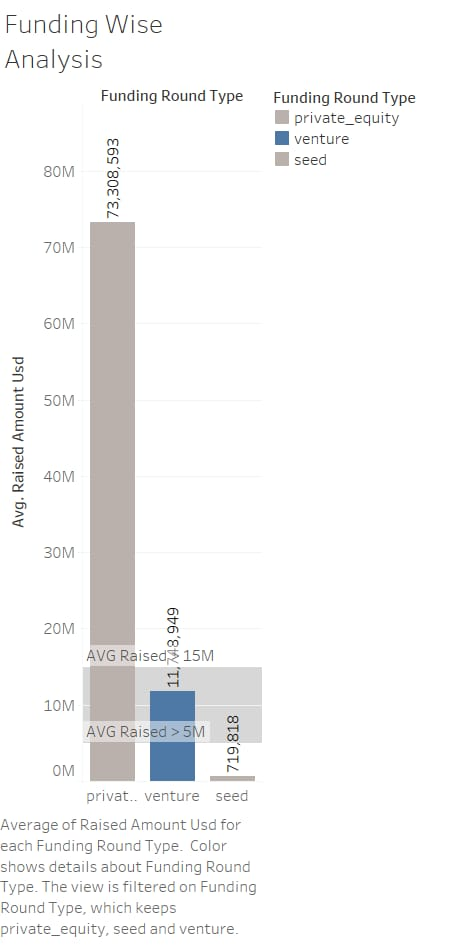 Funding Wise
Analysis
Funding Round Type
Funding Round Type
private_equity
venture
seed
80M
70M
60M
50M
40M
30M
20M
10M
0M
Avg. Raised Amount Usd
73,308,593
719,818
AVG Raised < 15M
AVG Raised > 5M
privat..
venture
seed
Average of Raised Amount Usd for
each Funding Round Type. Color
shows details about Funding Round
Type. The view is filtered on Funding
Round Type, which keeps
private_equity, seed and venture.